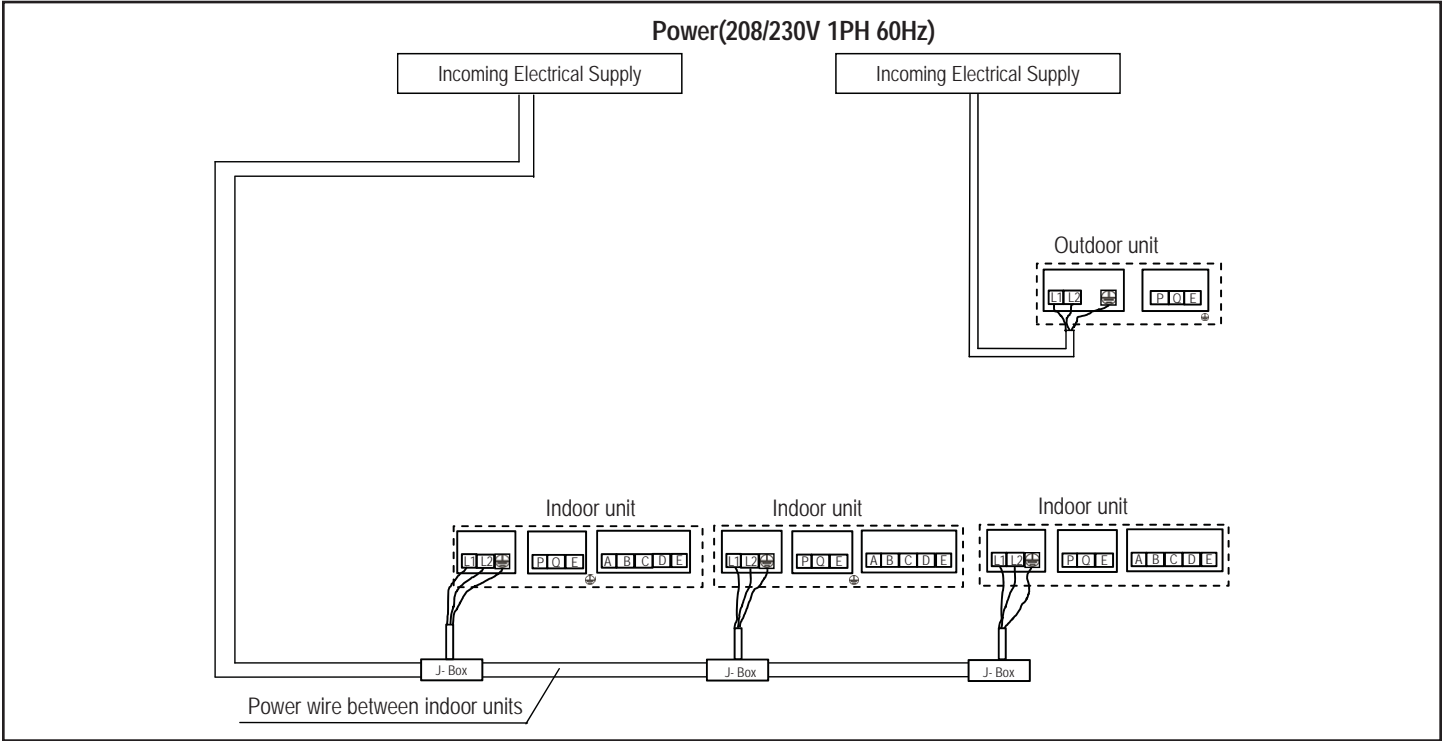 Power(208/230V 1PH 60Hz)
Incoming Electrical Supply
Incoming Electrical Supply
Outdoor unit
L1 L2
P Q E
Indoor unit
Indoor unit
Indoor unit
L1 L2
P Q E
A B C D E
L1 L2
P Q E
A B C D E
L1 L2
P Q E
A B C D E
J- Box
J- Box
J- Box
Power wire between indoor units